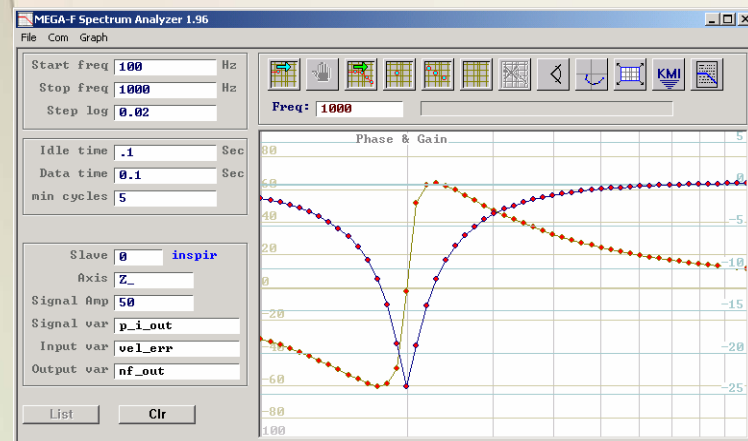 MEGA-F Spectrum Analyzer 1.96
File Com Graph
Start freq 100 Hz
Stop freq 1000 Hz
Step log 0.02
Freq: 1000
KMI
Idle time .1 Sec
Data time 0.1 Sec
min cycles 5
Slave 0 inspir
Axis Z_
Signal Amp 50
Signal var p_i_out
Input var vel_err
Output var nf_out
List Clr
Phase & Gain
80
60
40
20
0
-20
-40
-60
-80
100
5
0
-5
-10
-15
-20
-25